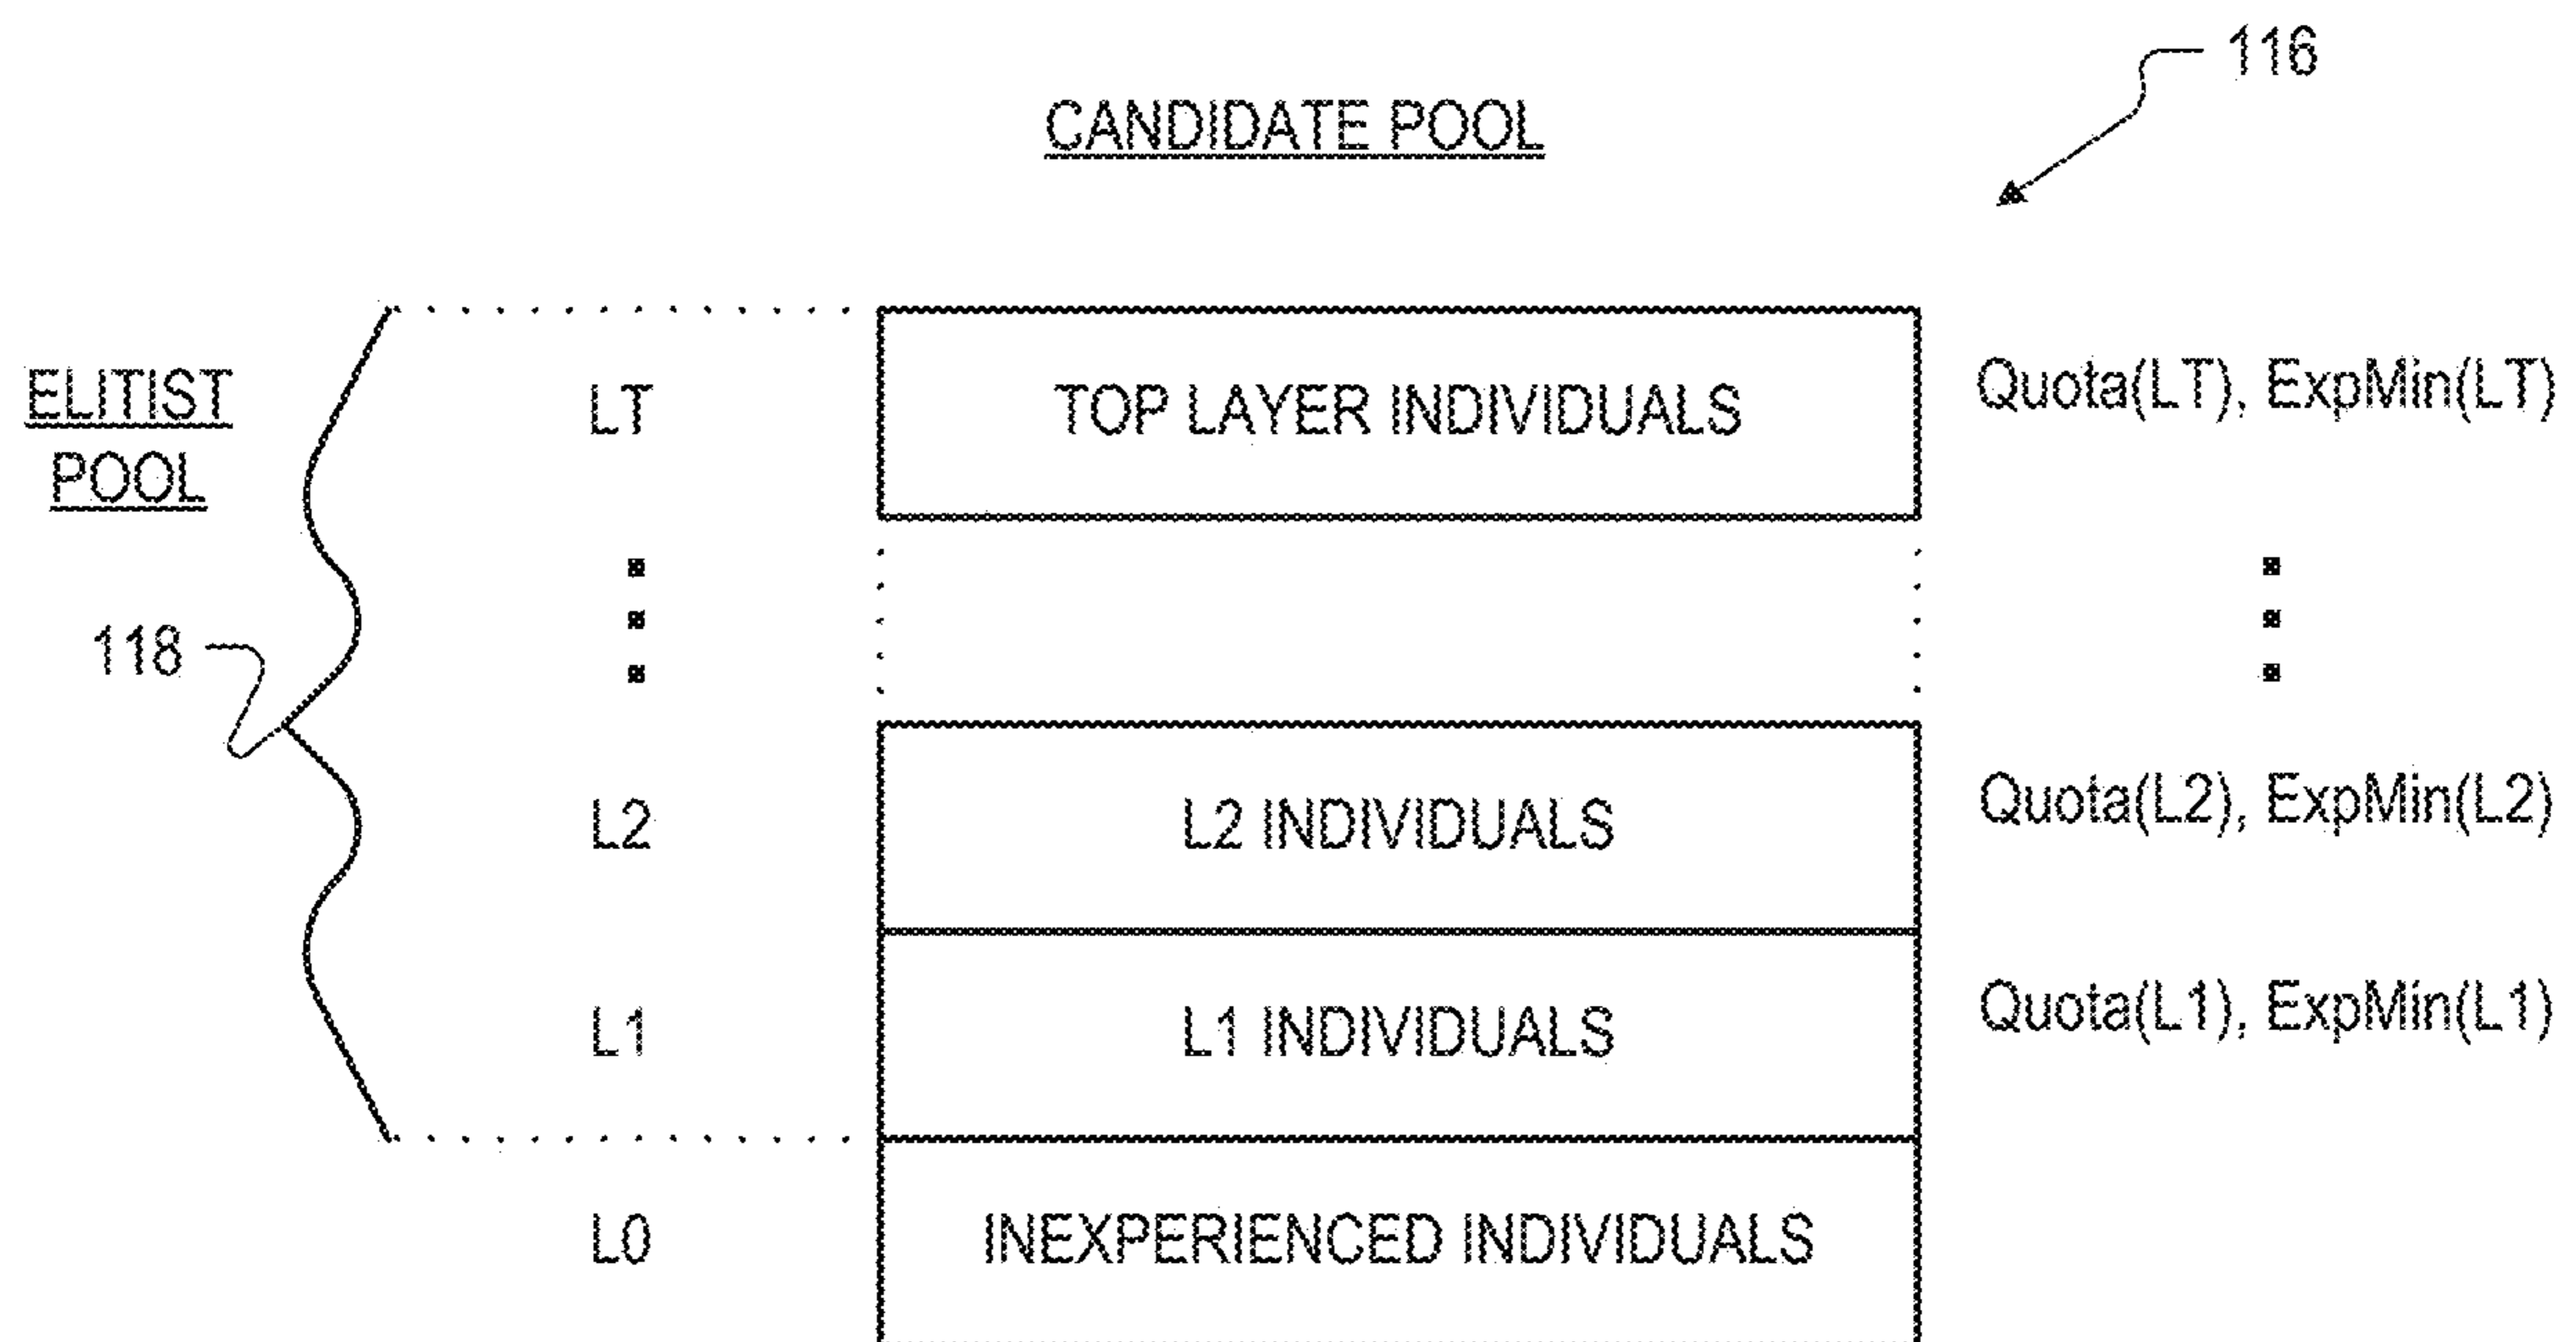 116
CANDIDATE POOL
ELITIST
POOL
LT
TOP LAYER INDIVIDUALS
Quota(LT), ExpMin(LT)
118
L2
L2 INDIVIDUALS
Quota(L2), ExpMin(L2)
L1
L1 INDIVIDUALS
Quota(L1), ExpMin(L1)
L0
INEXPERIENCED INDIVIDUALS